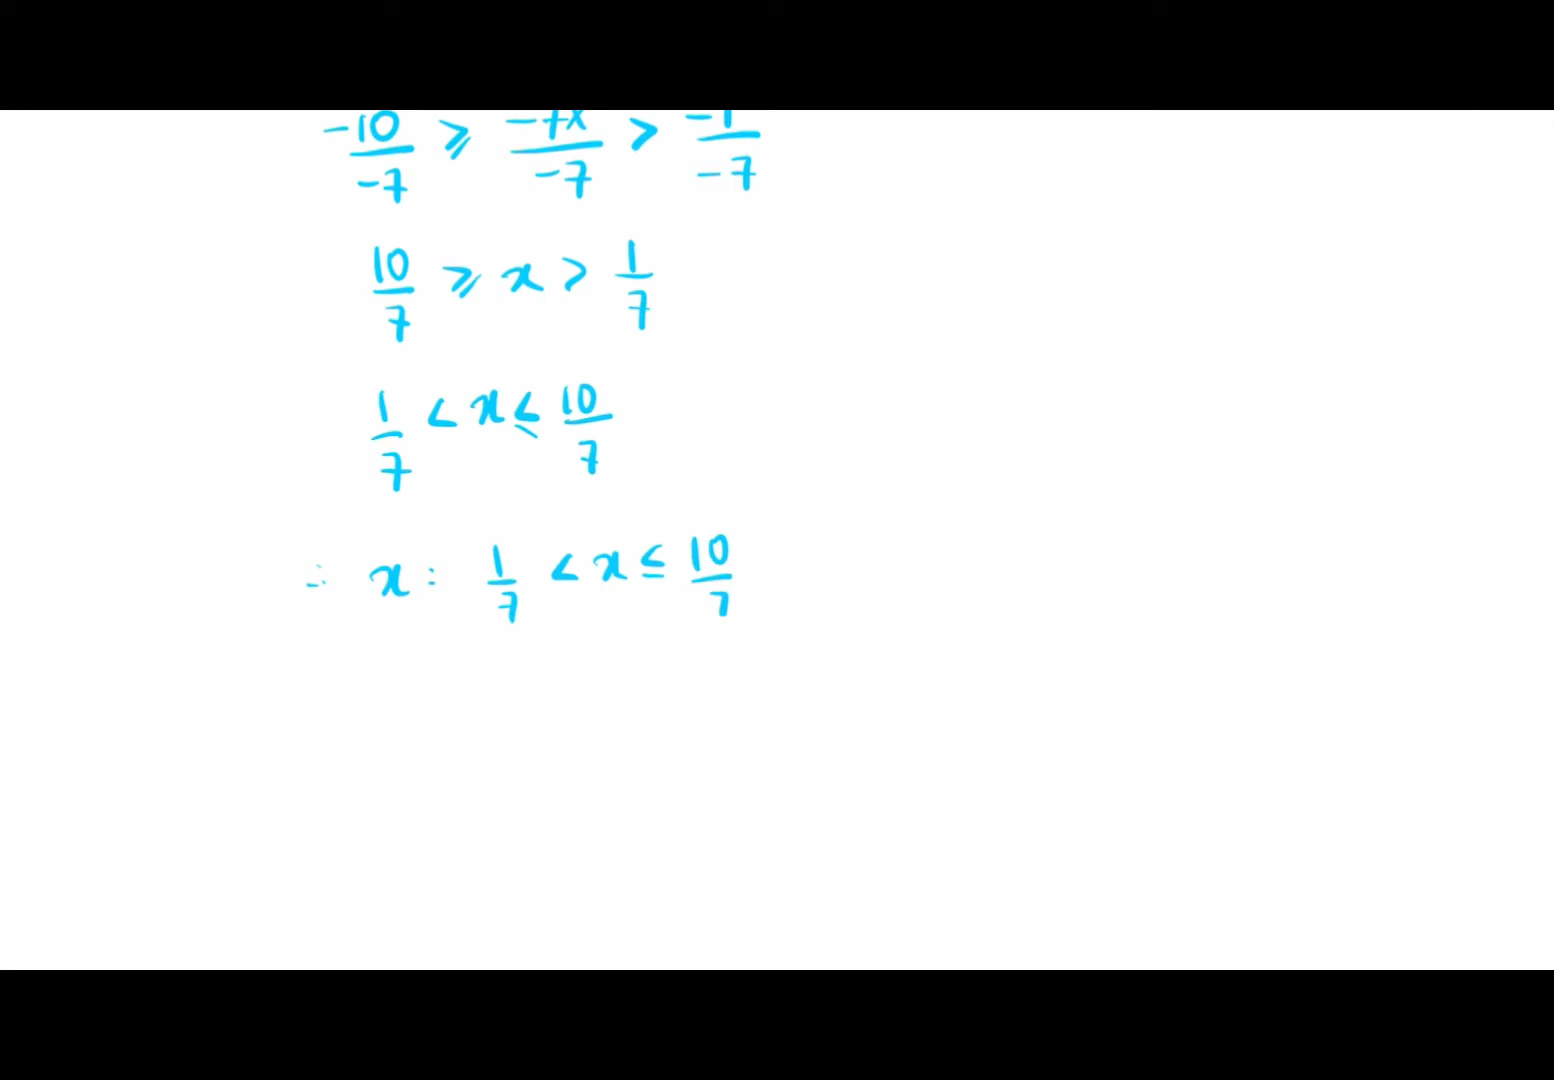 -10/-7 ⩾ -7x/-7 > -1/-7
10/7 ⩾ x > 1/7
1/7 < x ≤ 10/7
∴ x : 1/7 < x ≤ 10/7